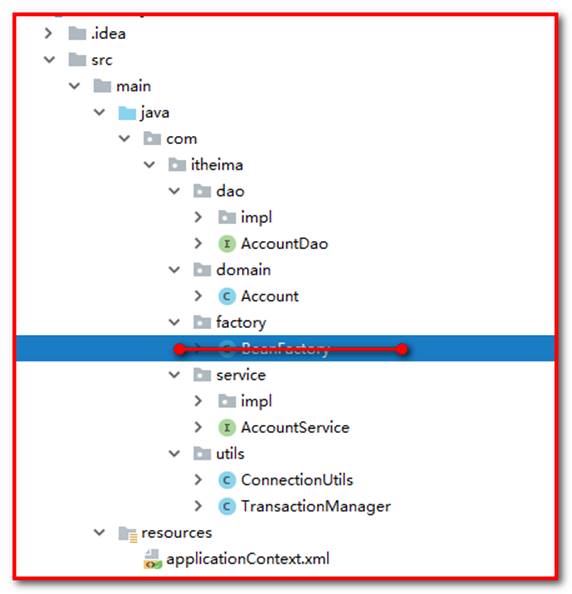 .idea
src
main
java
com
itheima
dao
impl
AccountDao
domain
Account
factory
BeanFactory
service
impl
AccountService
utils
ConnectionUtils
TransactionManager
resources
applicationContext.xml